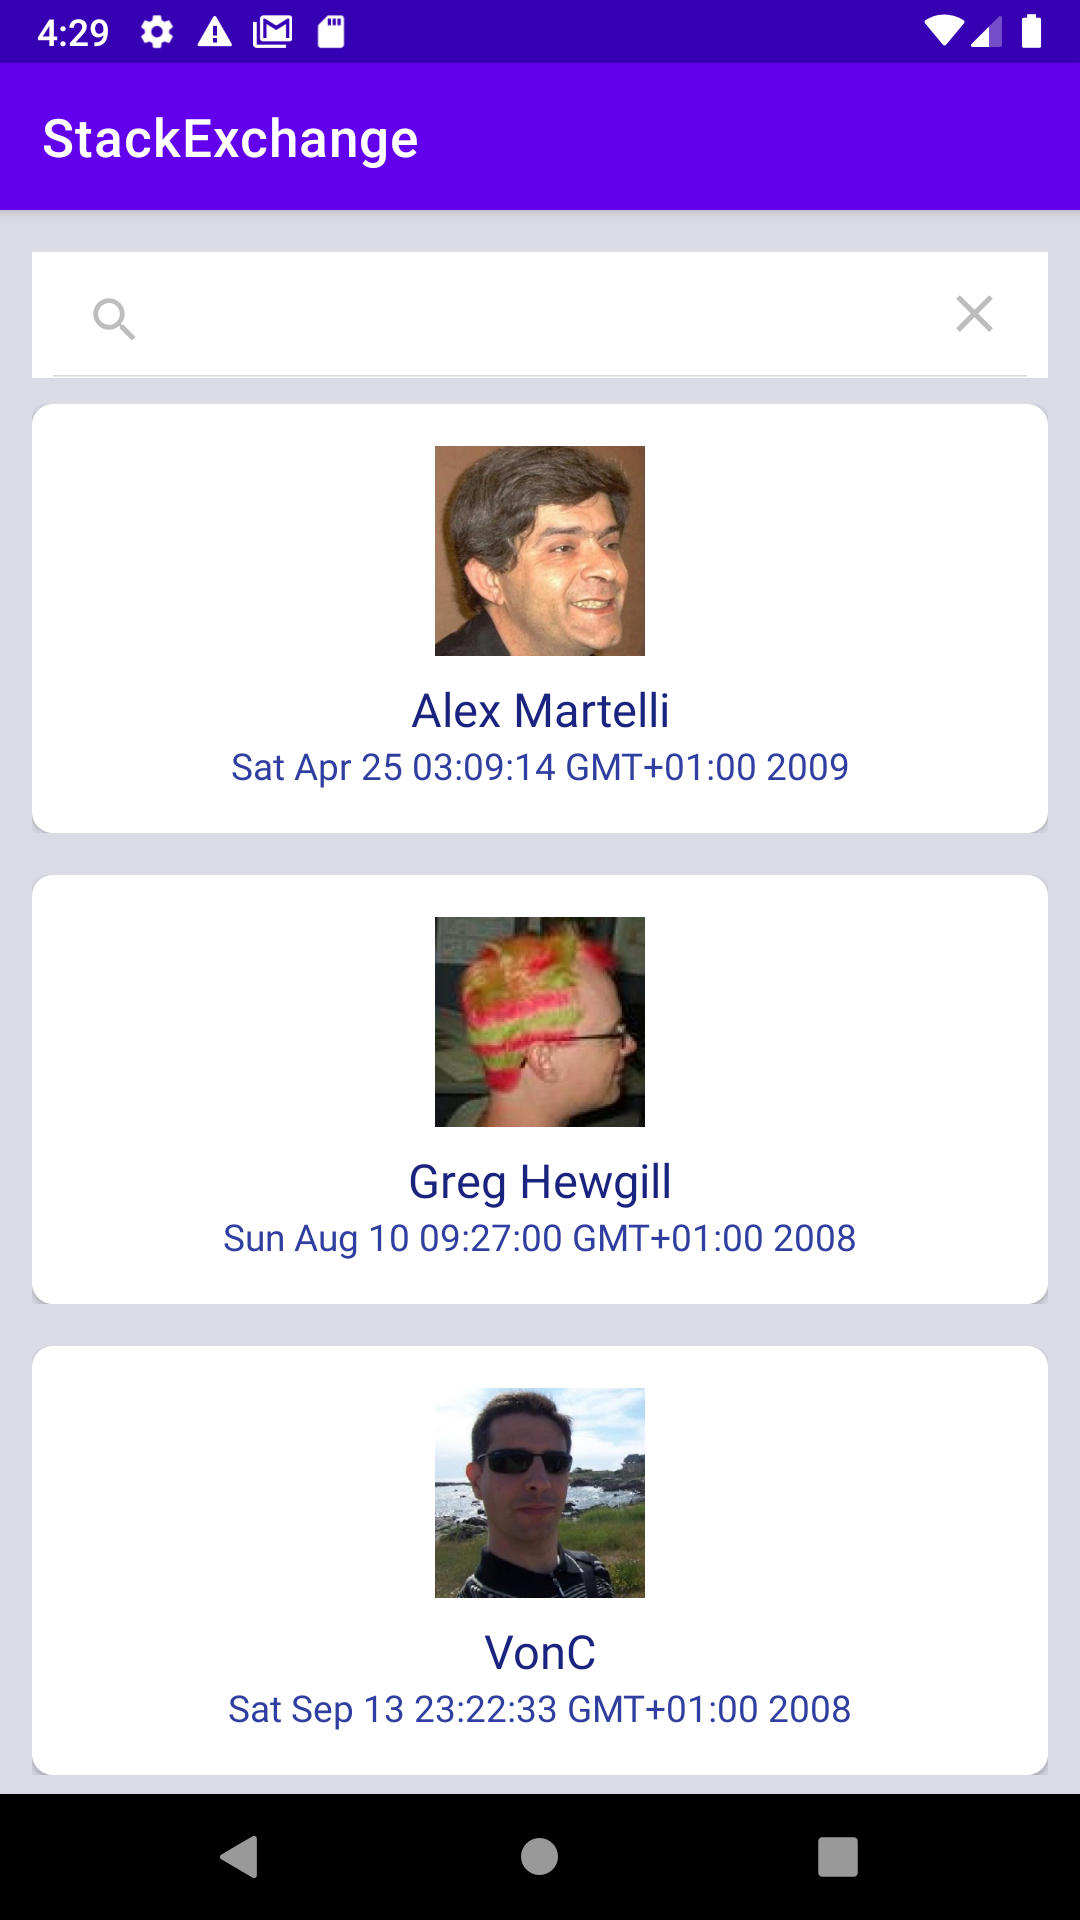 4:29
StackExchange
Alex Martelli
Sat Apr 25 03:09:14 GMT+01:00 2009
Greg Hewgill
Sun Aug 10 09:27:00 GMT+01:00 2008
VonC
Sat Sep 13 23:22:33 GMT+01:00 2008